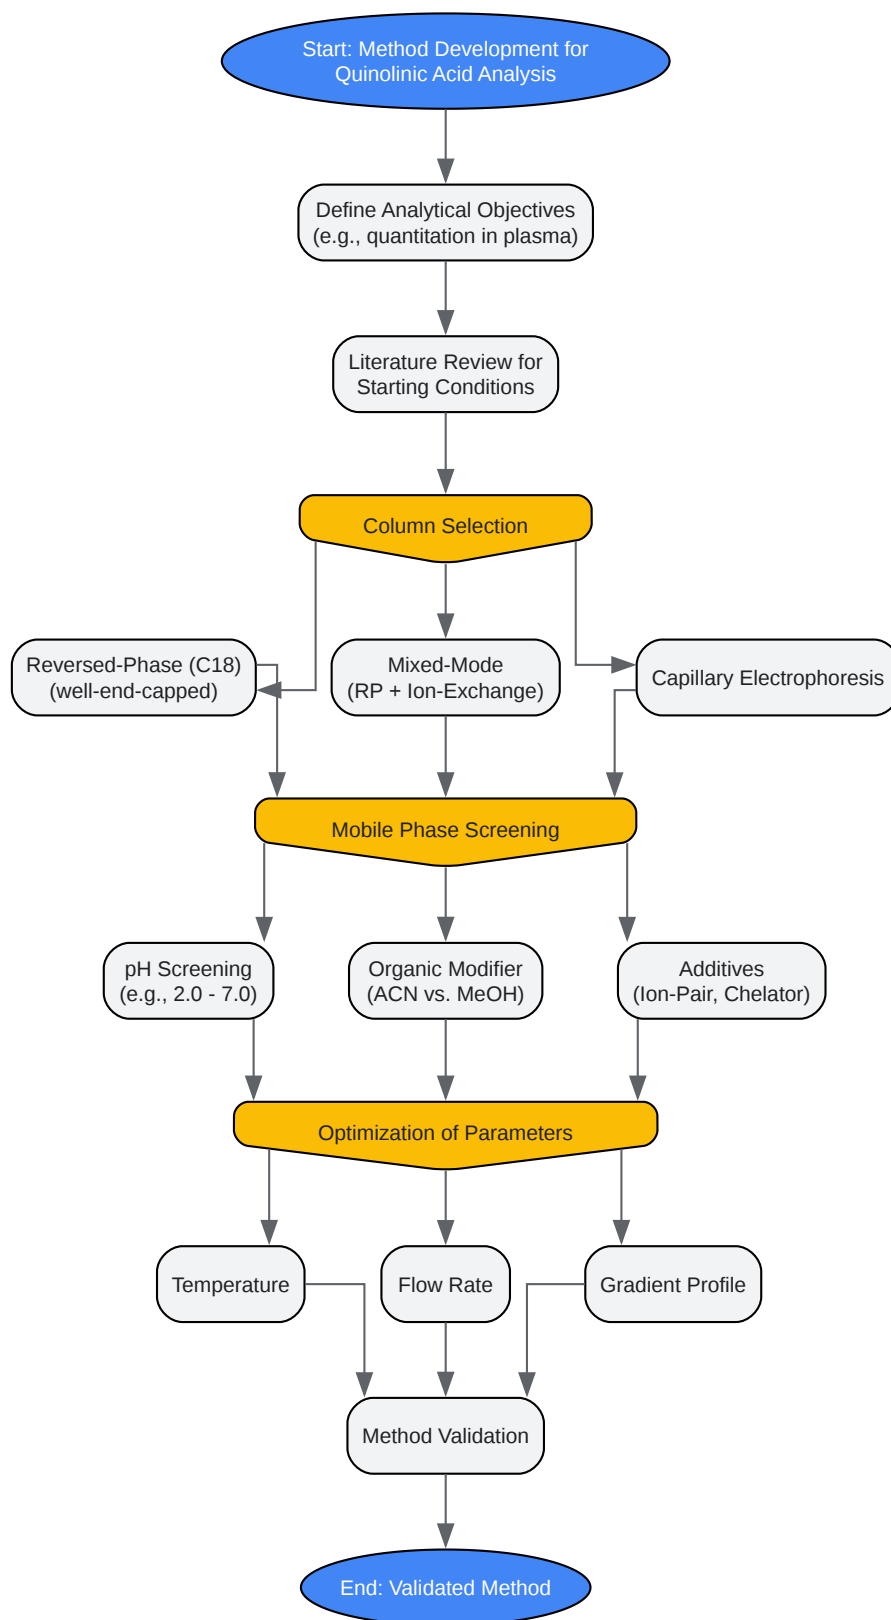 Start: Method Development for
Quinolinic Acid Analysis
Define Analytical Objectives
(e.g., quantitation in plasma)
Literature Review for
Starting Conditions
Column Selection
Reversed-Phase (C18)
(well-end-capped)
Mixed-Mode
(RP + Ion-Exchange)
Capillary Electrophoresis
Mobile Phase Screening
pH Screening
(e.g., 2.0 - 7.0)
Organic Modifier
(ACN vs. MeOH)
Additives
(Ion-Pair, Chelator)
Optimization of Parameters
Temperature
Flow Rate
Gradient Profile
Method Validation
End: Validated Method